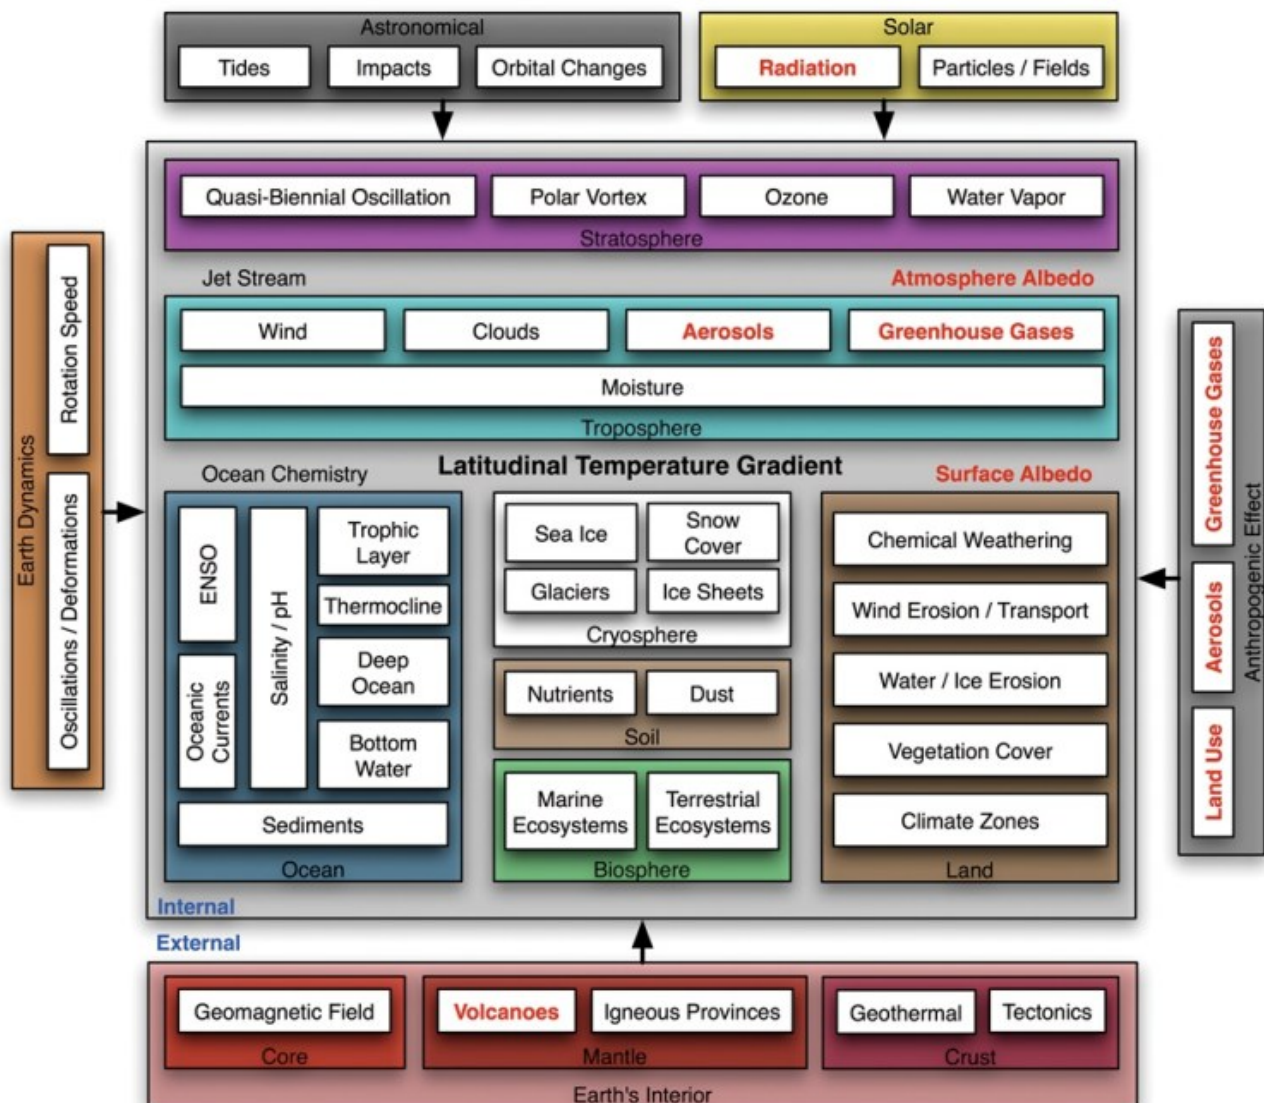 Astronomical
Tides
Impacts
Orbital Changes
Solar
Radiation
Particles / Fields
Quasi-Biennial Oscillation
Polar Vortex
Ozone
Water Vapor
Stratosphere
Jet Stream
Atmosphere Albedo
Wind
Clouds
Aerosols
Greenhouse Gases
Moisture
Troposphere
Earth Dynamics
Rotation Speed
Oscillations / Deformations
Ocean Chemistry
Latitudinal Temperature Gradient
Surface Albedo
ENSO
Oceanic
Currents
Salinity / pH
Trophic
Layer
Thermocline
Deep
Ocean
Bottom
Water
Sediments
Ocean
Sea Ice
Snow
Cover
Glaciers
Ice Sheets
Cryosphere
Nutrients
Dust
Soil
Marine
Ecosystems
Terrestrial
Ecosystems
Biosphere
Chemical Weathering
Wind Erosion / Transport
Water / Ice Erosion
Vegetation Cover
Climate Zones
Land
Greenhouse Gases
Aerosols
Land Use
Anthropogenic Effect
Internal
External
Geomagnetic Field
Core
Volcanoes
Igneous Provinces
Mantle
Geothermal
Tectonics
Crust
Earth's Interior